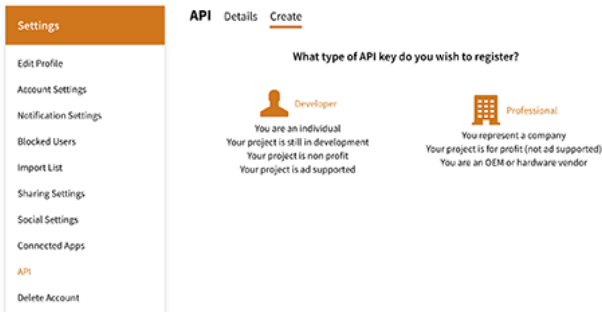 Settings
Edit Profile
Account Settings
Notification Settings
Blocked Users
Import List
Sharing Settings
Social Settings
Connected Apps
API
Delete Account
API Details Create
What type of API key do you wish to register?
Developer
You are an individual
Your project is still in development
Your project is non profit
Your project is ad supported
Professional
You represent a company
Your project is for profit (not ad supported)
You are an OEM or hardware vendor